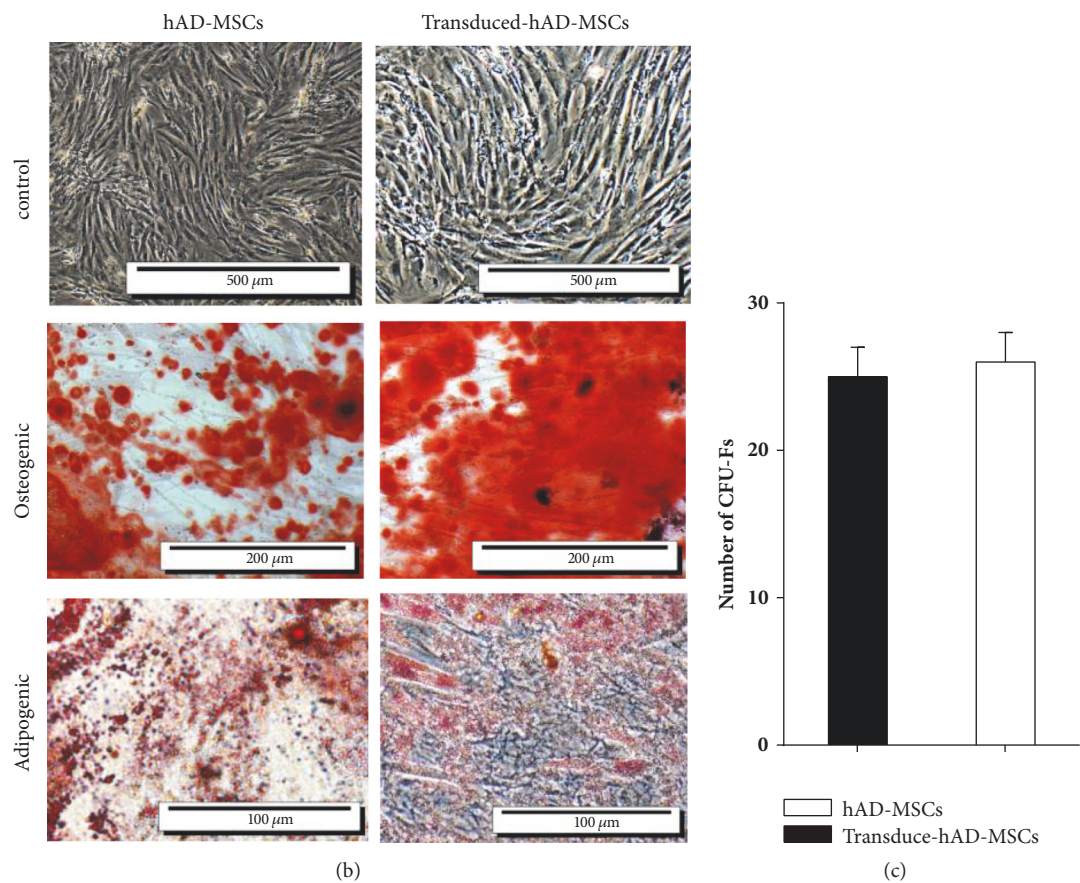 hAD-MSCs
Transduced-hAD-MSCs
control
500 μm
500 μm
Osteogenic
200 μm
200 μm
Adipogenic
100 μm
100 μm
(b)
30
20
10
0
Number of CFU-Fs
hAD-MSCs
Transduce-hAD-MSCs
(c)